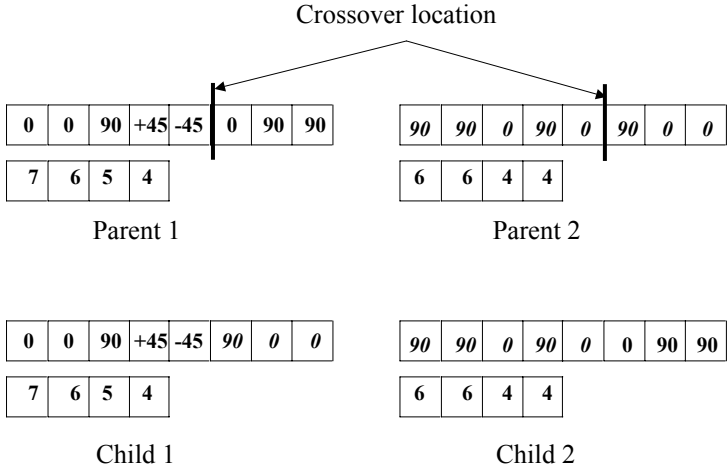 Crossover location
0 0 90 +45 -45 0 90 90
90 90 0 90 0 90 0 0
7 6 5 4
6 6 4 4
Parent 1
Parent 2
0 0 90 +45 -45 90 0 0
90 90 0 90 0 0 90 90
7 6 5 4
6 6 4 4
Child 1
Child 2